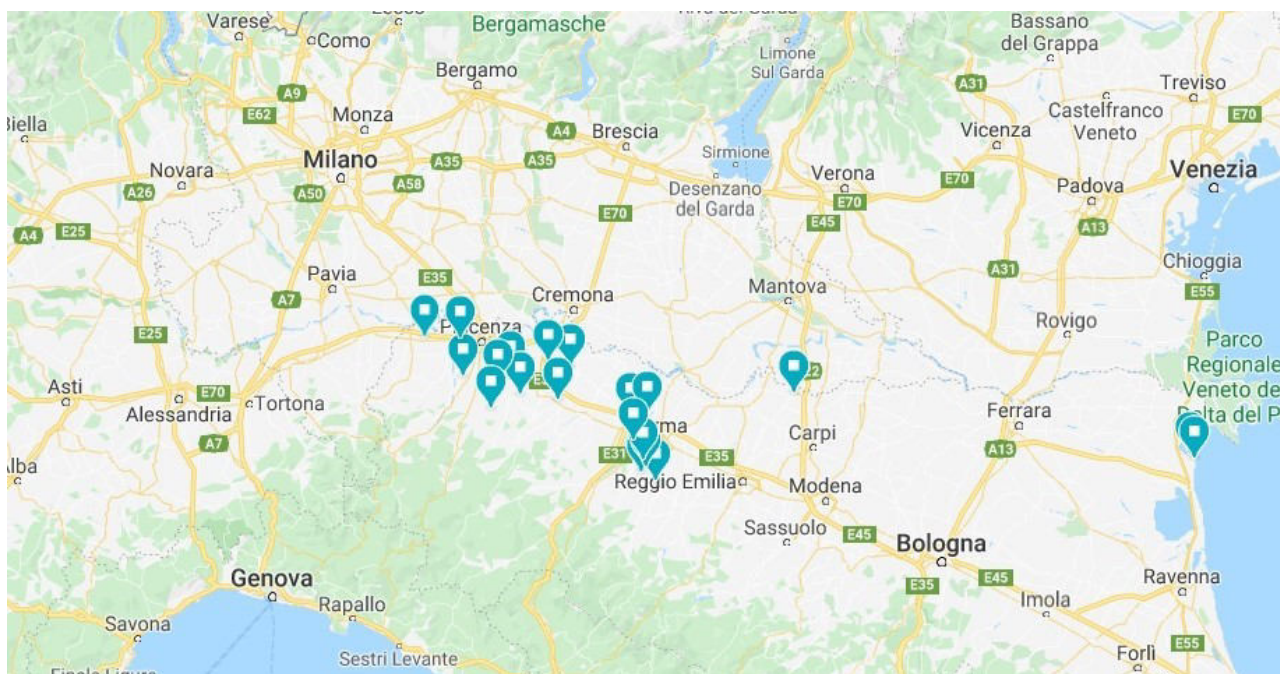 Varese
Como
Bergamasche
Limone
Sul Garda
Bassano
del Grappa
Bergamo
A31
Treviso
A9
E62
Monza
Castelfranco
Veneto
E70
Biella
A4
Brescia
Vicenza
Milano
A35
A35
Sirmione
Novara
A26
A50
A58
Desenzano
del Garda
Verona
E70
Padova
Venezia
E70
E70
E45
A13
A4
E25
Pavia
E35
A31
Chioggia
A7
Cremona
Mantova
E55
E25
Rovigo
Parco
Regionale
Veneto de
Delta del P
Asti
E70
Alessandria
Tortona
Ferrara
A7
Carpi
A13
Alba
E31
E35
Reggio Emilia
Modena
Sassuolo
E45
Bologna
Genova
E35
E45
Ravenna
Rapallo
Imola
Savona
Sestri Levante
E55
Forlì